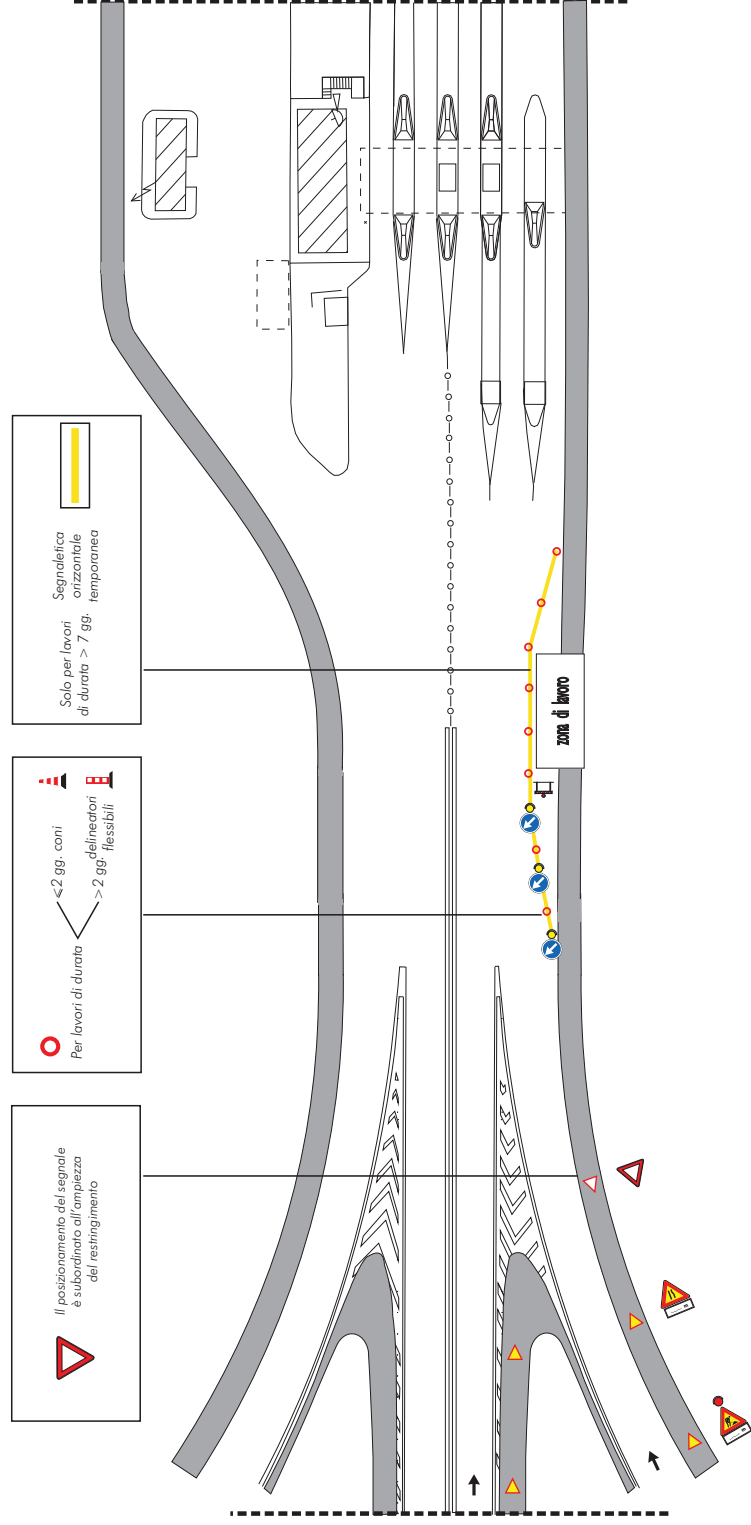 Solo per lavori
di durata > 7 gg.
Segnaletica
orizzontale
temporanea
Per lavori di durata
⩽2 gg. coni
>2 gg. delineatori
flessibili
Il posizionamento del segnale
è subordinato all'ampiezza
del restringimento
zona di lavoro